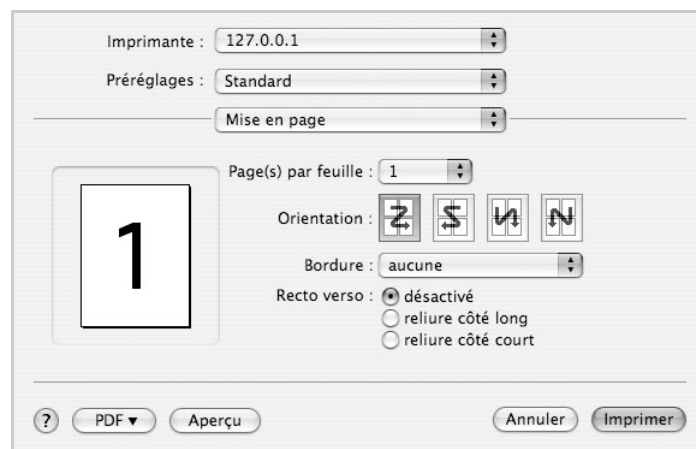 Imprimante : 127.0.0.1
Préréglages : Standard
Mise en page
Page(s) par feuille : 1
1
Orientation :
Bordure : aucune
Recto verso : désactivé
reliure côté long
reliure côté court
? PDF ▼ Aperçu Annuler Imprimer